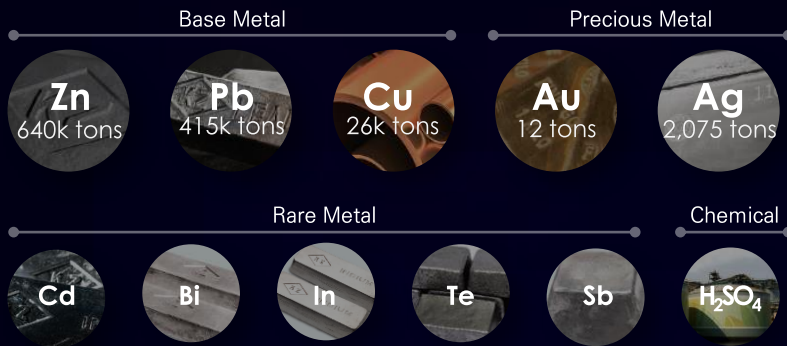 Base Metal
Precious Metal
Zn
640k tons
Pb
415k tons
Cu
26k tons
Au
12 tons
Ag
2,075 tons
Rare Metal
Chemical
Cd
Bi
In
Te
Sb
H₂SO₄